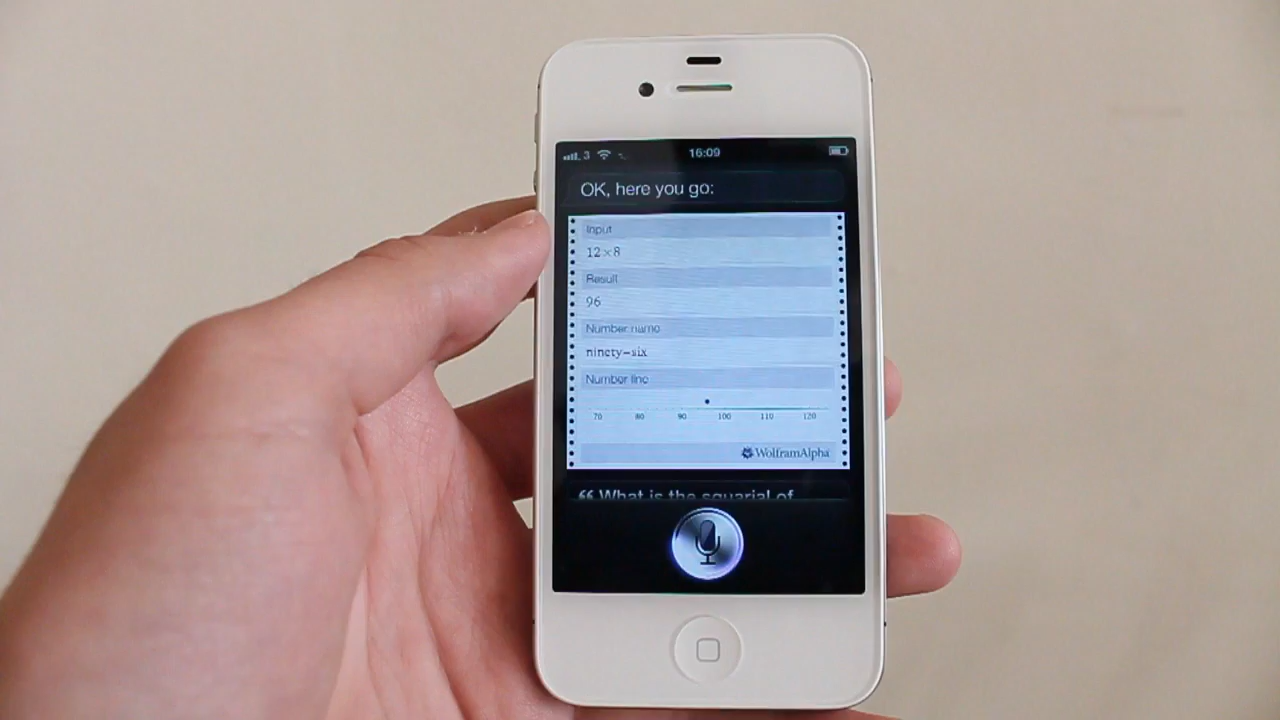 3 16:09
OK, here you go:
Input
12×8
Result
96
Number name
ninety-six
Number line
70 80 90 100 110 120
WolframAlpha
“ What is the squarial of